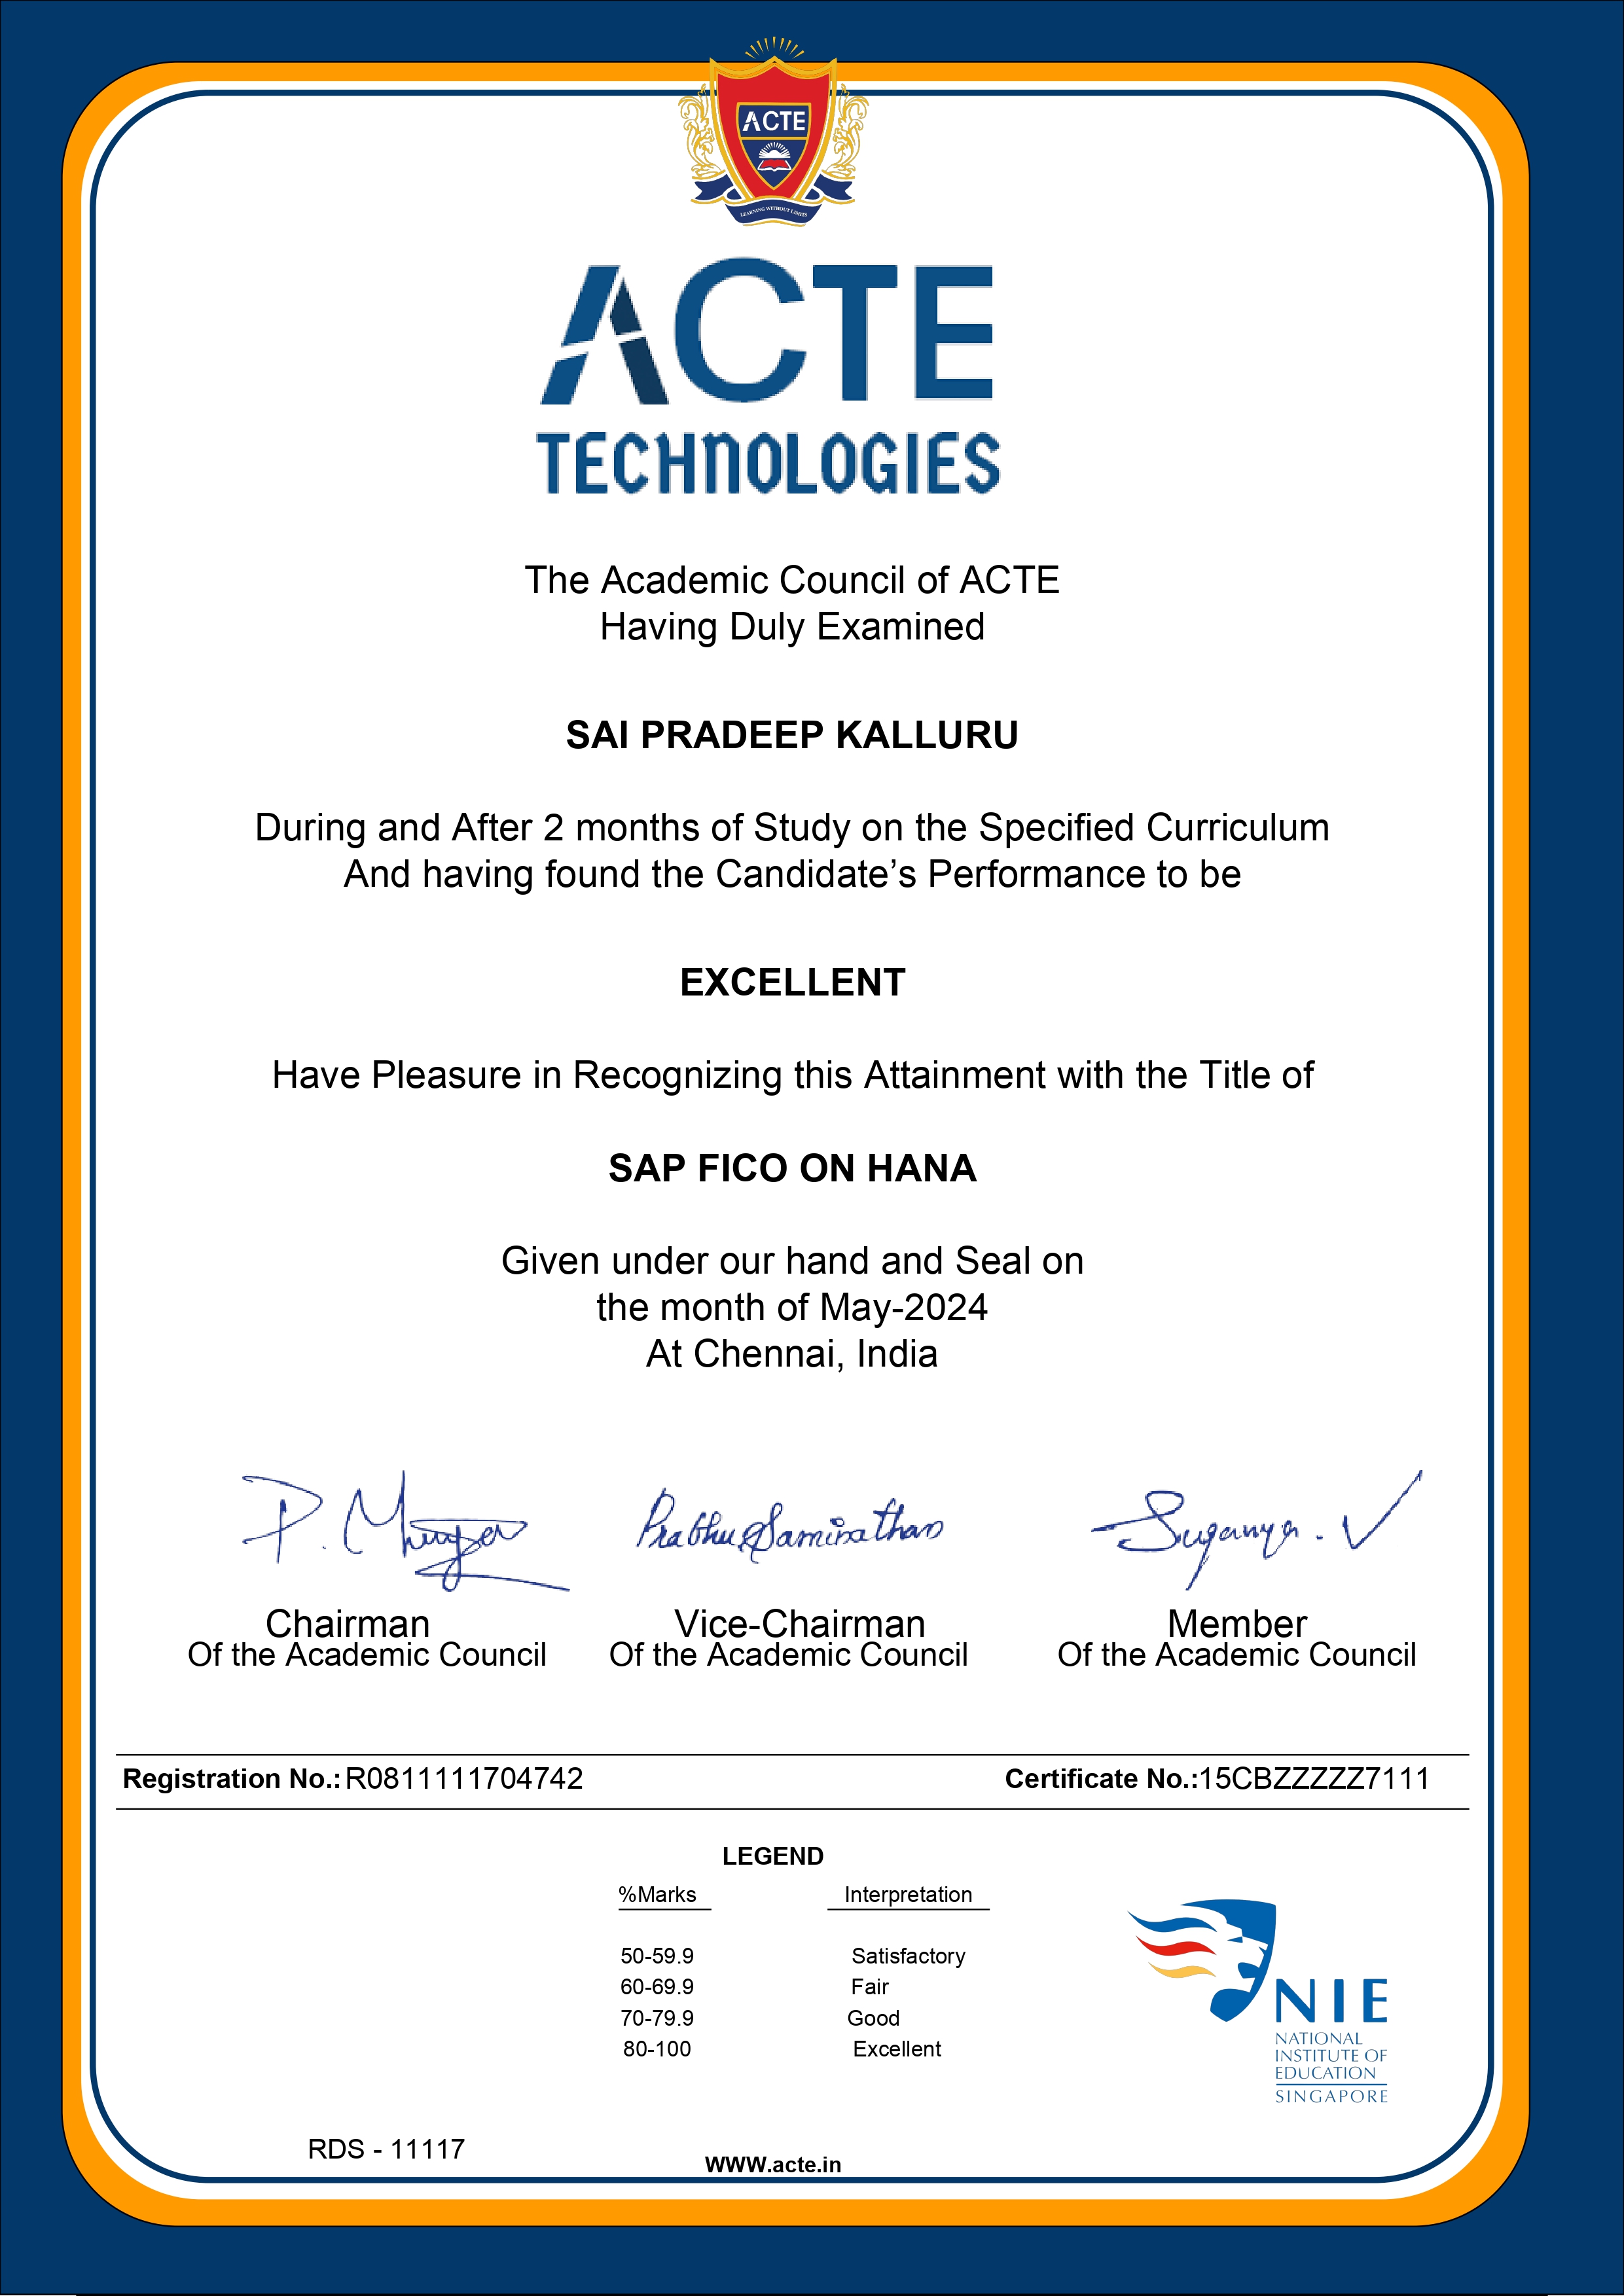 ACTE
LEARNING WITHOUT LIMITS
ACTE
TECHNOLOGIES
The Academic Council of ACTE
Having Duly Examined
SAI PRADEEP KALLURU
During and After 2 months of Study on the Specified Curriculum
And having found the Candidate’s Performance to be
EXCELLENT
Have Pleasure in Recognizing this Attainment with the Title of
SAP FICO ON HANA
Given under our hand and Seal on
the month of May-2024
At Chennai, India
Prabhu Saminathan
Suganya. V
Chairman Vice-Chairman Member
Of the Academic Council Of the Academic Council Of the Academic Council
Registration No.: R0811111704742 Certificate No.:15CBZZZZZ7111
LEGEND
%Marks Interpretation
50-59.9 Satisfactory
60-69.9 Fair
70-79.9 Good
80-100 Excellent
NIE
NATIONAL
INSTITUTE OF
EDUCATION
SINGAPORE
RDS - 11117
WWW.acte.in